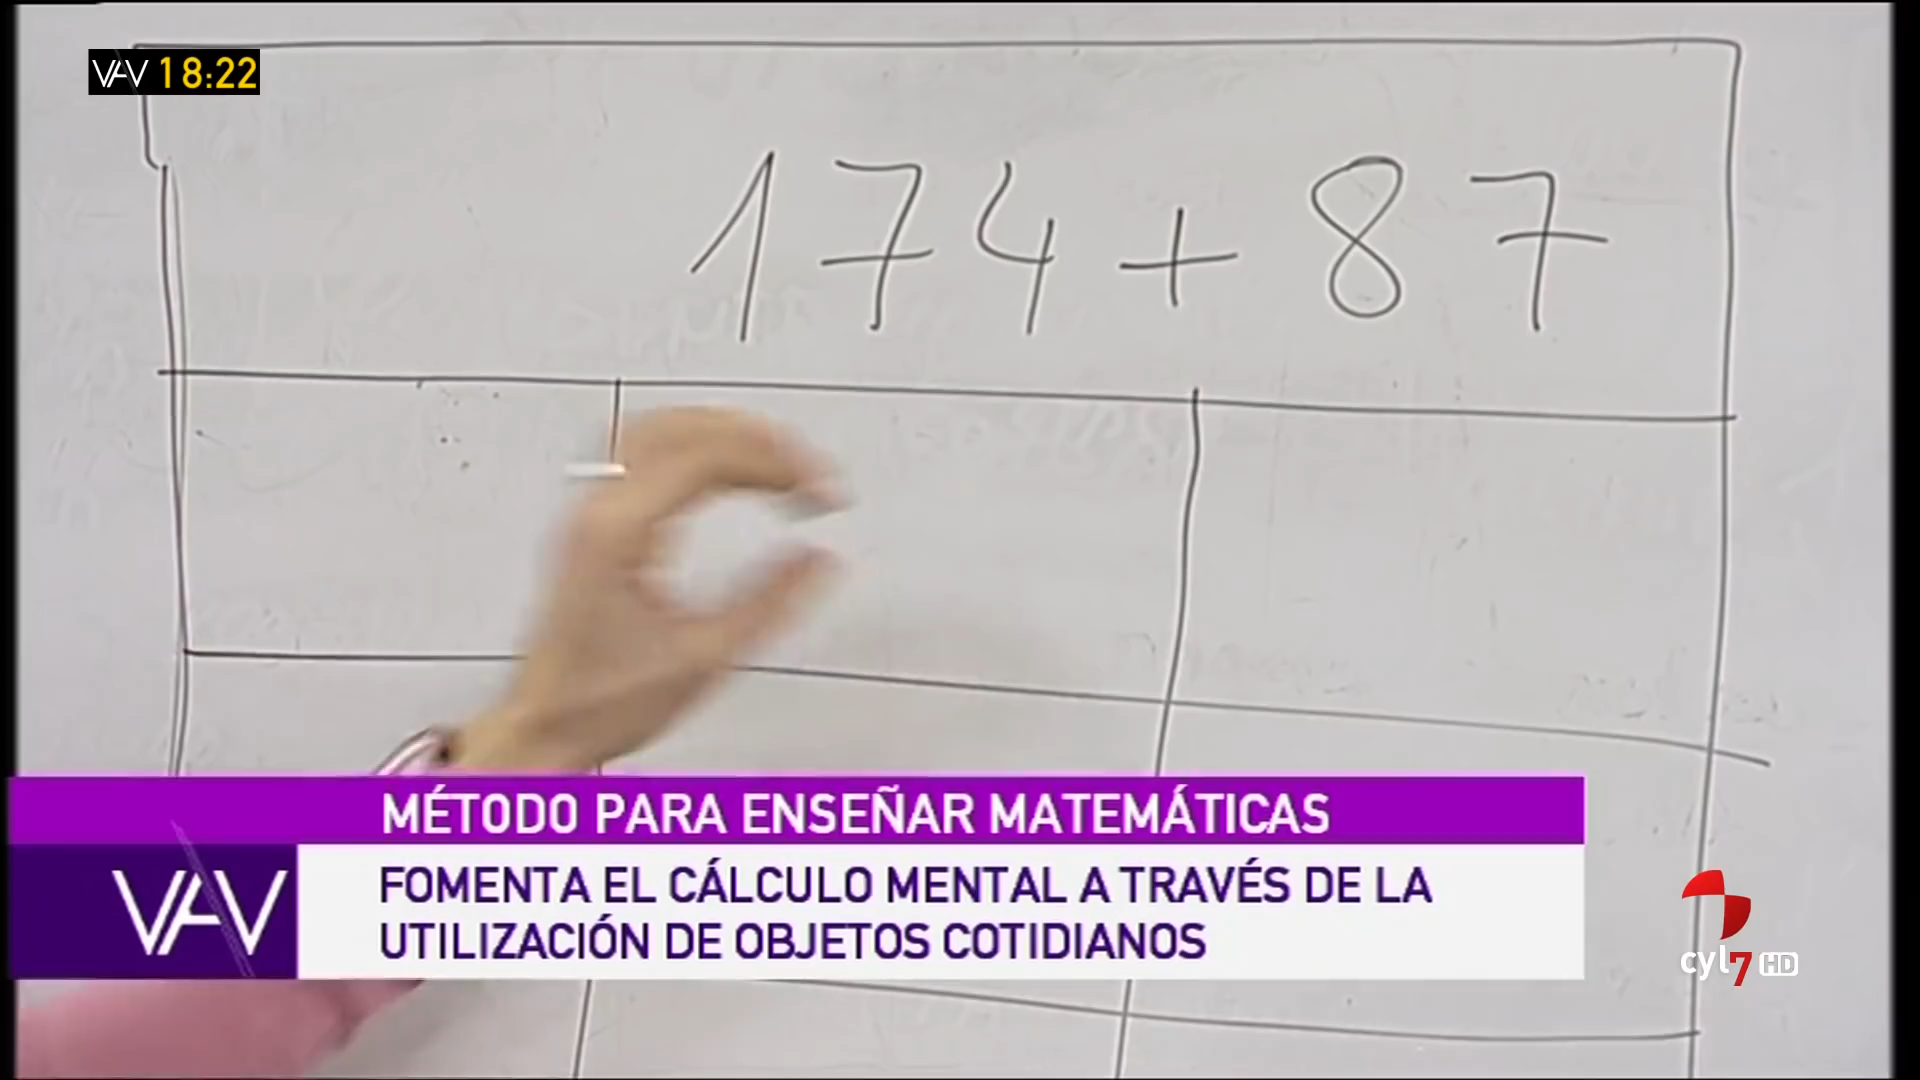 VAV 18:22
174 + 87
MÉTODO PARA ENSEÑAR MATEMÁTICAS
VAV
FOMENTA EL CÁLCULO MENTAL A TRAVÉS DE LA
UTILIZACIÓN DE OBJETOS COTIDIANOS
cyl7 HD